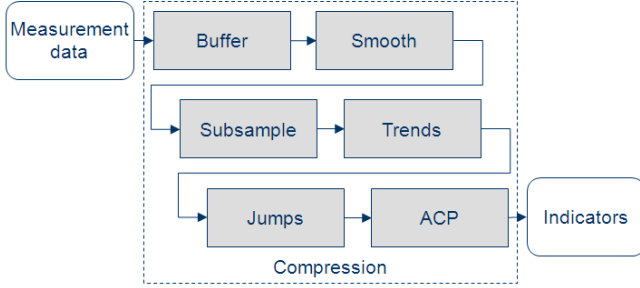 Measurement
data
Buffer
Smooth
Subsample
Trends
Jumps
ACP
Indicators
Compression